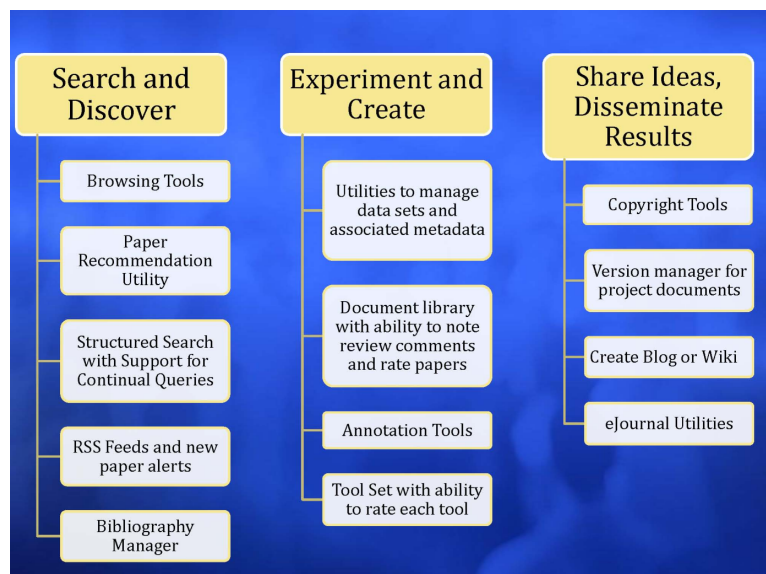 Search and
Discover
Browsing Tools
Paper
Recommendation
Utility
Structured Search
with Support for
Continual Queries
RSS Feeds and new
paper alerts
Bibliography
Manager
Experiment and
Create
Utilities to manage
data sets and
associated metadata
Document library
with ability to note
review comments
and rate papers
Annotation Tools
Tool Set with ability
to rate each tool
Share Ideas,
Disseminate
Results
Copyright Tools
Version manager for
project documents
Create Blog or Wiki
eJournal Utilities